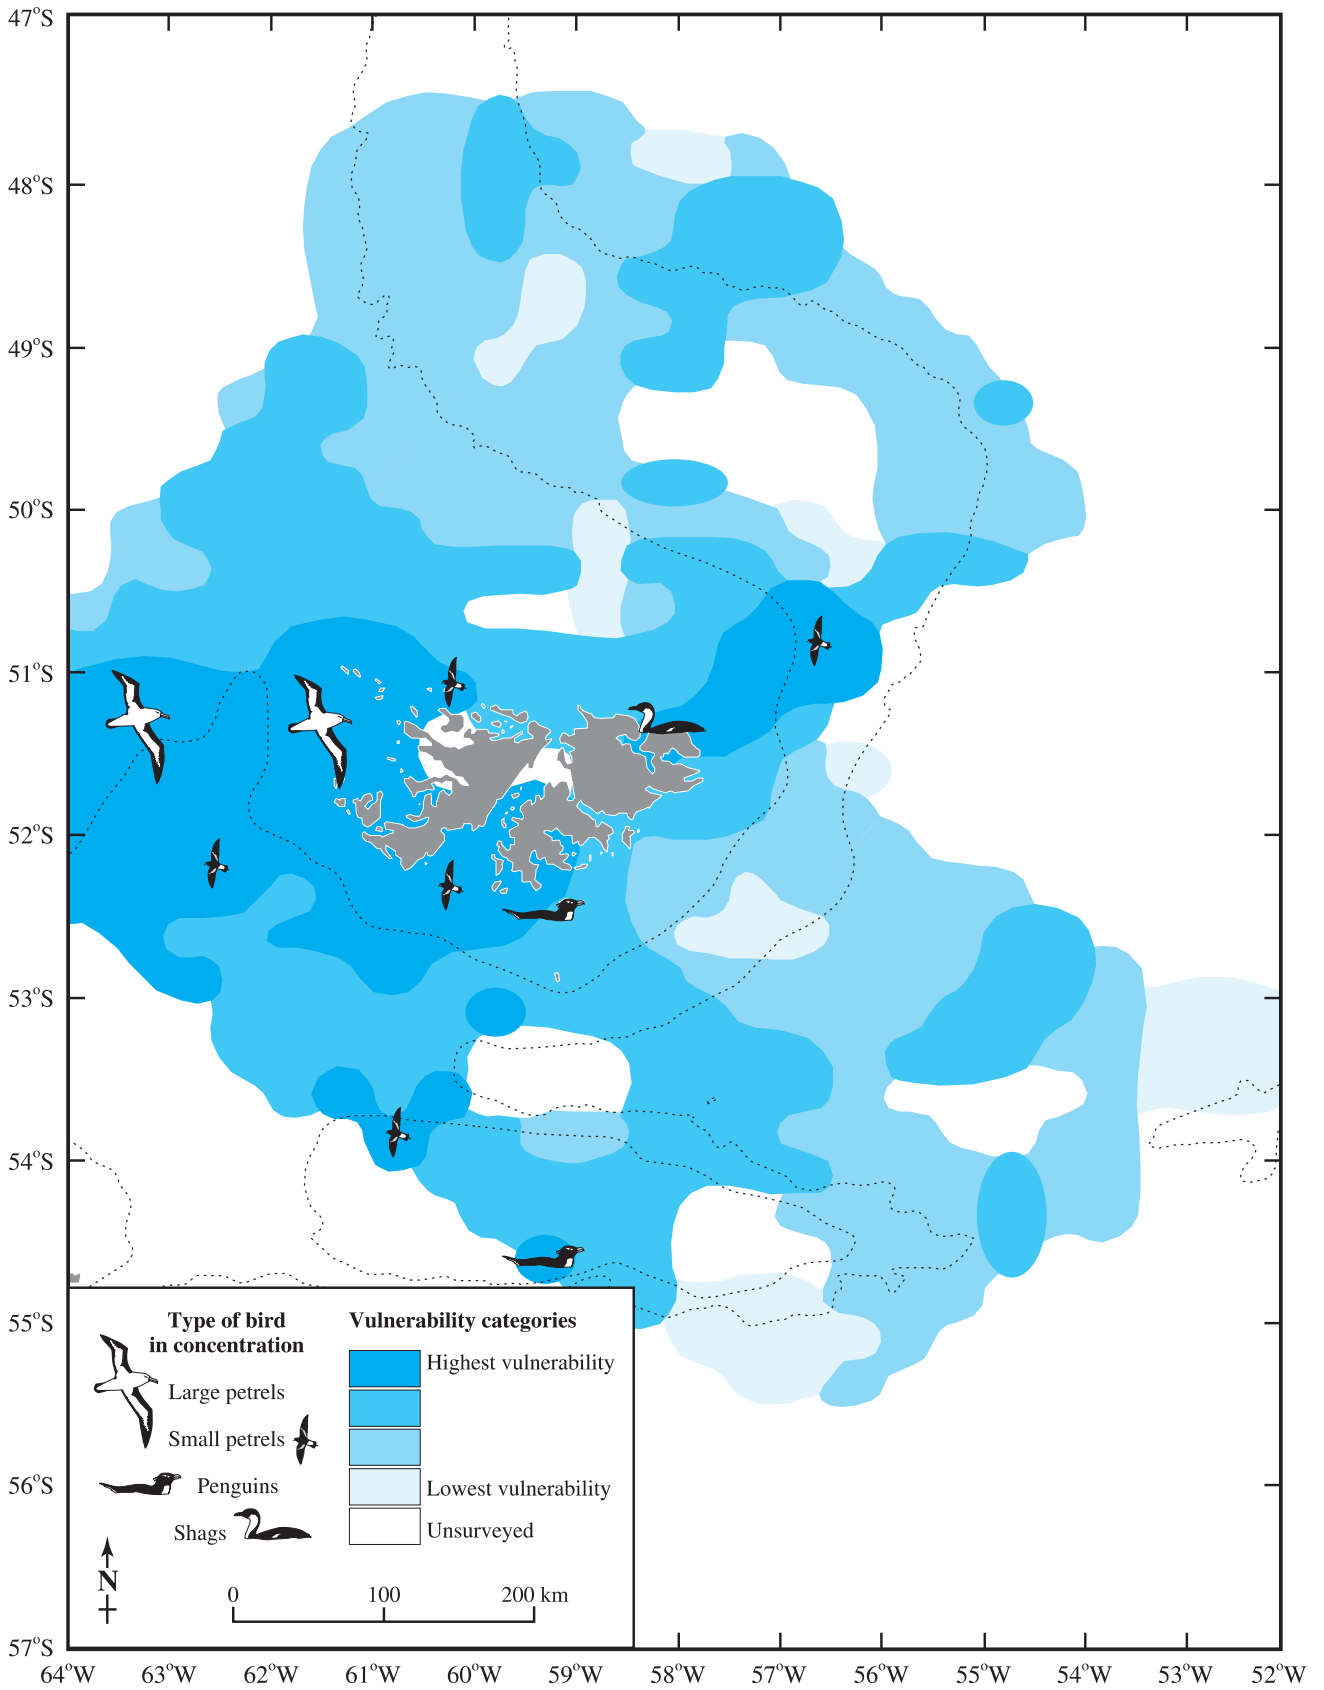 47°S
48°S
49°S
50°S
51°S
52°S
53°S
54°S
55°S
56°S
57°S
Type of bird
in concentration
Large petrels
Small petrels
Penguins
Shags
N
Vulnerability categories
Highest vulnerability
Lowest vulnerability
Unsurveyed
0 100 200 km
64°W 63°W 62°W 61°W 60°W 59°W 58°W 57°W 56°W 55°W 54°W 53°W 52°W